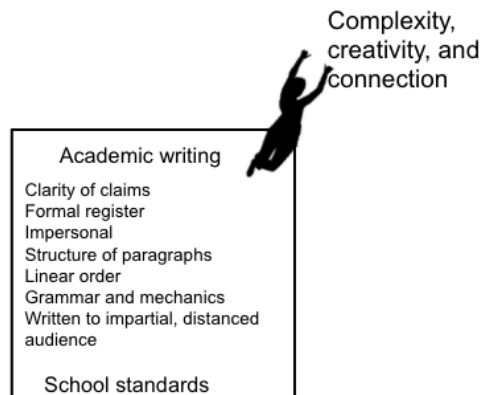 Complexity,
creativity, and
connection
Academic writing
Clarity of claims
Formal register
Impersonal
Structure of paragraphs
Linear order
Grammar and mechanics
Written to impartial, distanced
audience
School standards